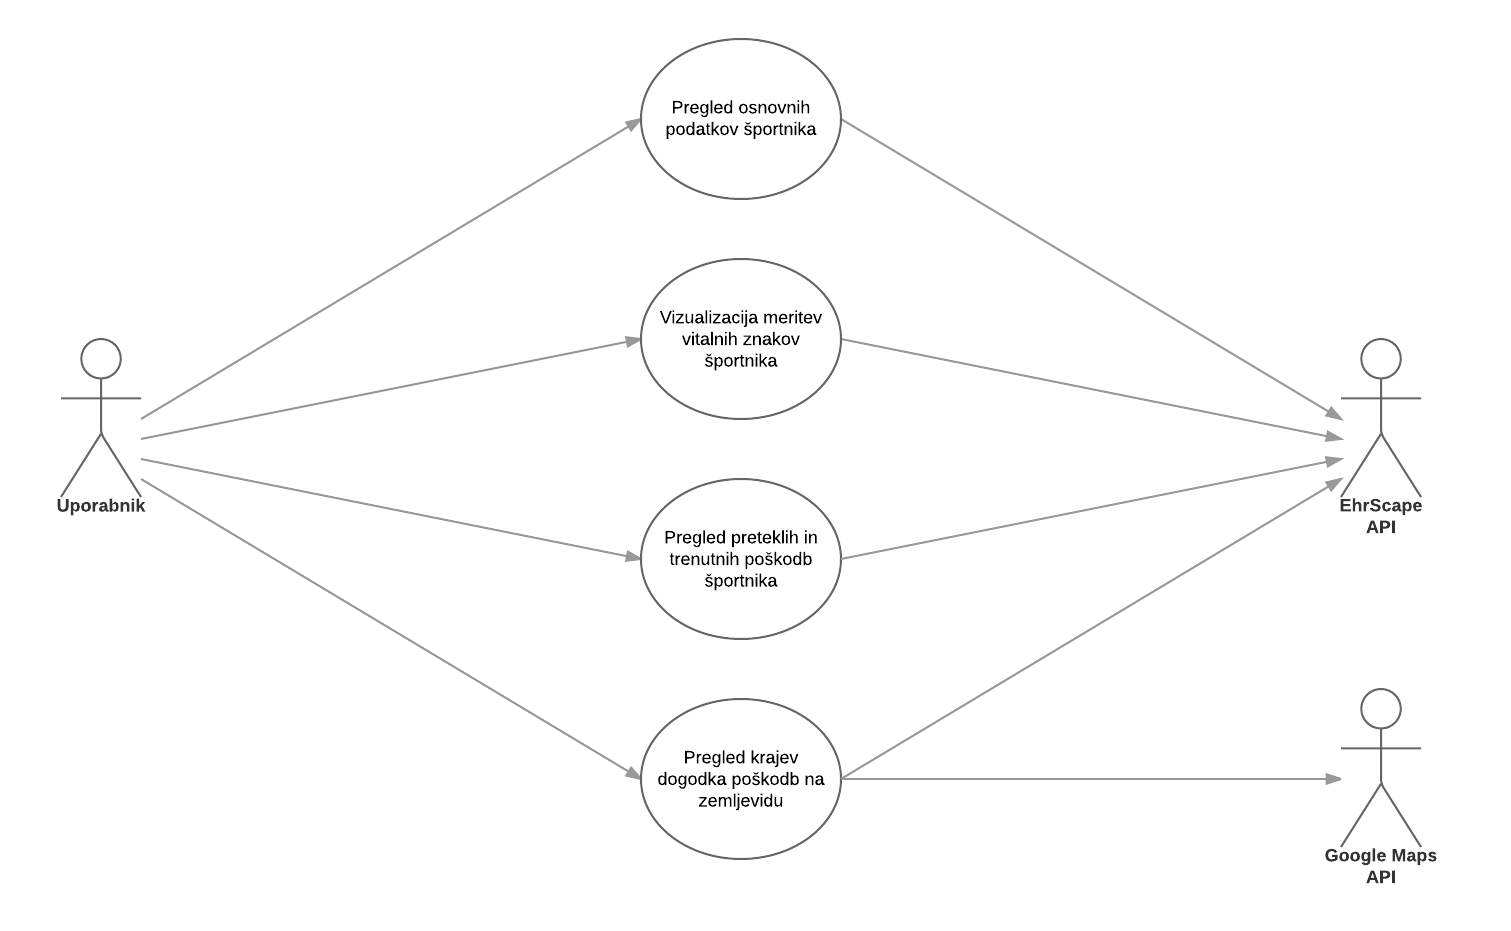 Pregled osnovnih
podatkov športnika
Vizualizacija meritev
vitalnih znakov
športnika
Uporabnik
EhrScape
API
Pregled preteklih in
trenutnih poškodb
športnika
Pregled krajev
dogodka poškodb na
zemljevidu
Google Maps
API